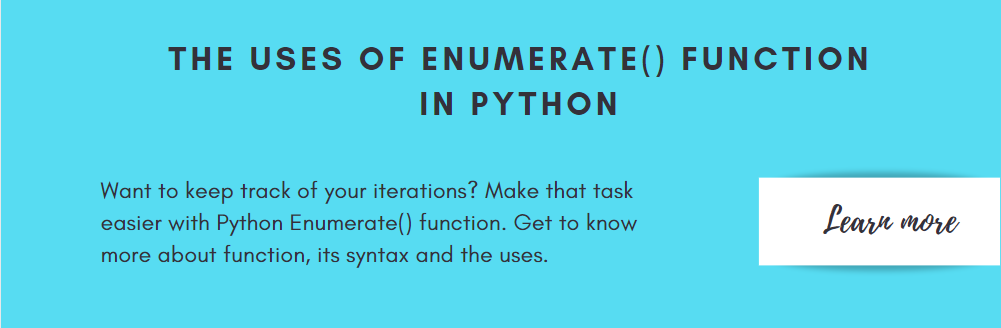 THE USES OF ENUMERATE() FUNCTION
IN PYTHON
Want to keep track of your iterations? Make that task
easier with Python Enumerate() function. Get to know
more about function, its syntax and the uses.
Learn more